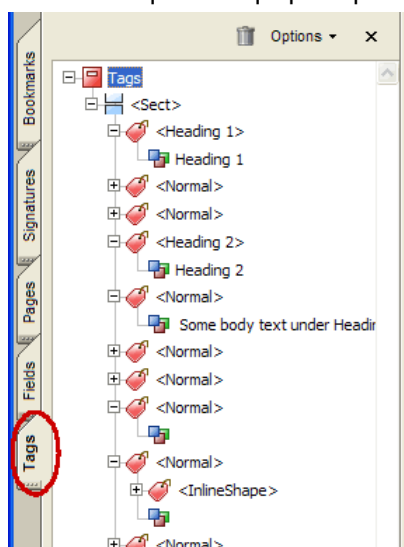 Options
Tags
<Sect>
<Heading 1>
Heading 1
<Normal>
<Normal>
<Heading 2>
Heading 2
<Normal>
Some body text under Headir
<Normal>
<Normal>
<Normal>
<Normal>
<InlineShape>
<Normal>
Bookmarks
Signatures
Pages
Fields
Tags